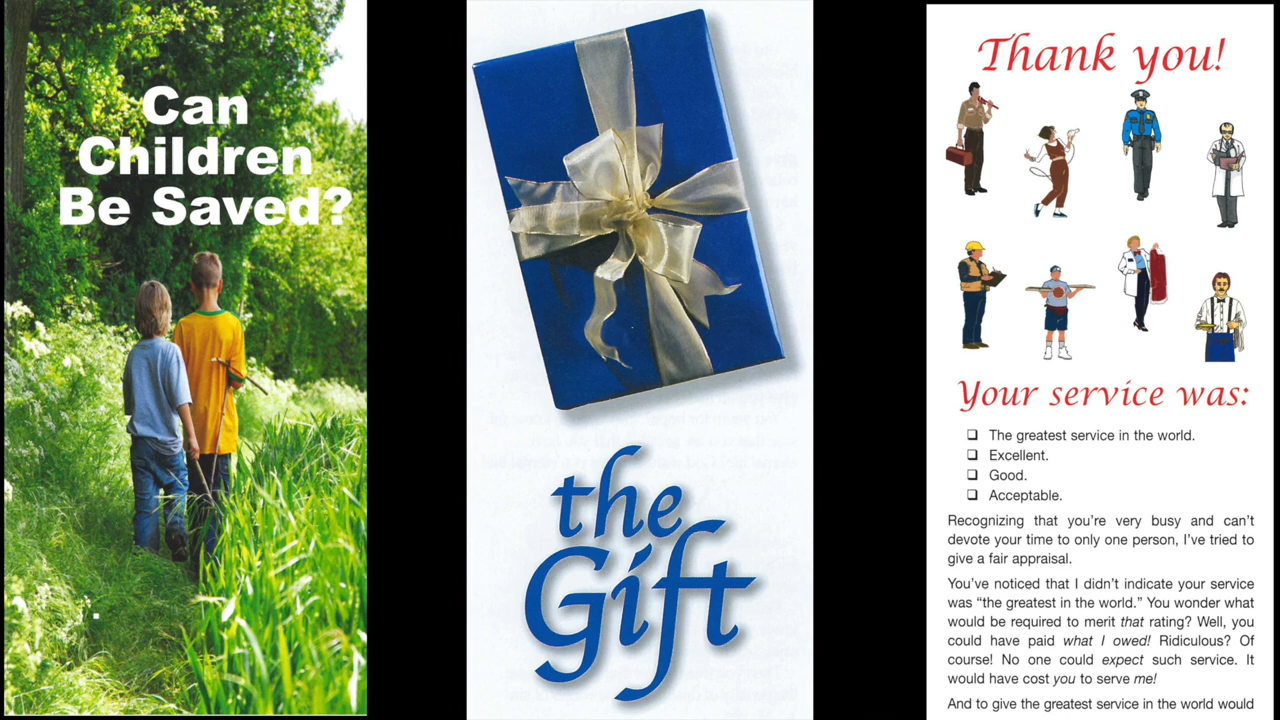 Can
Children
Be Saved?
the
Gift
Thank you!
Your service was:
❑ The greatest service in the world.
❑ Excellent.
❑ Good.
❑ Acceptable.
Recognizing that you're very busy and can't
devote your time to only one person, I've tried to
give a fair appraisal.
You've noticed that I didn't indicate your service
was “the greatest in the world.” You wonder what
would be required to merit that rating? Well, you
could have paid what I owed! Ridiculous? Of
course! No one could expect such service. It
would have cost you to serve me!
And to give the greatest service in the world would